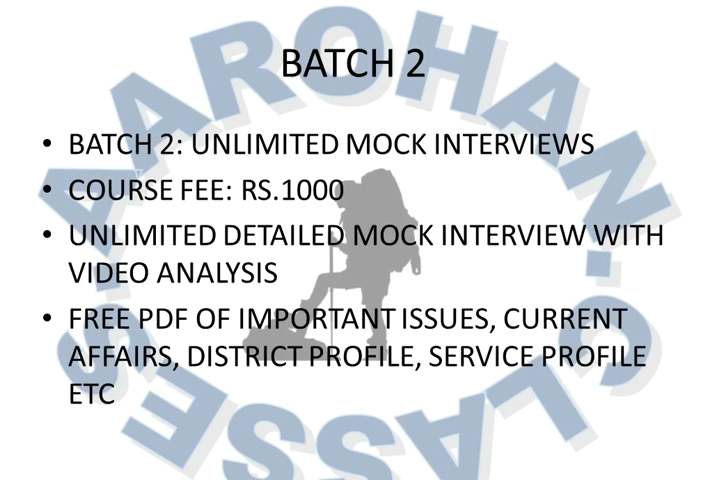 BATCH 2
• BATCH 2: UNLIMITED MOCK INTERVIEWS
• COURSE FEE: RS.1000
• UNLIMITED DETAILED MOCK INTERVIEW WITH
VIDEO ANALYSIS
• FREE PDF OF IMPORTANT ISSUES, CURRENT
AFFAIRS, DISTRICT PROFILE, SERVICE PROFILE
ETC
AAROHAN
CLASSES